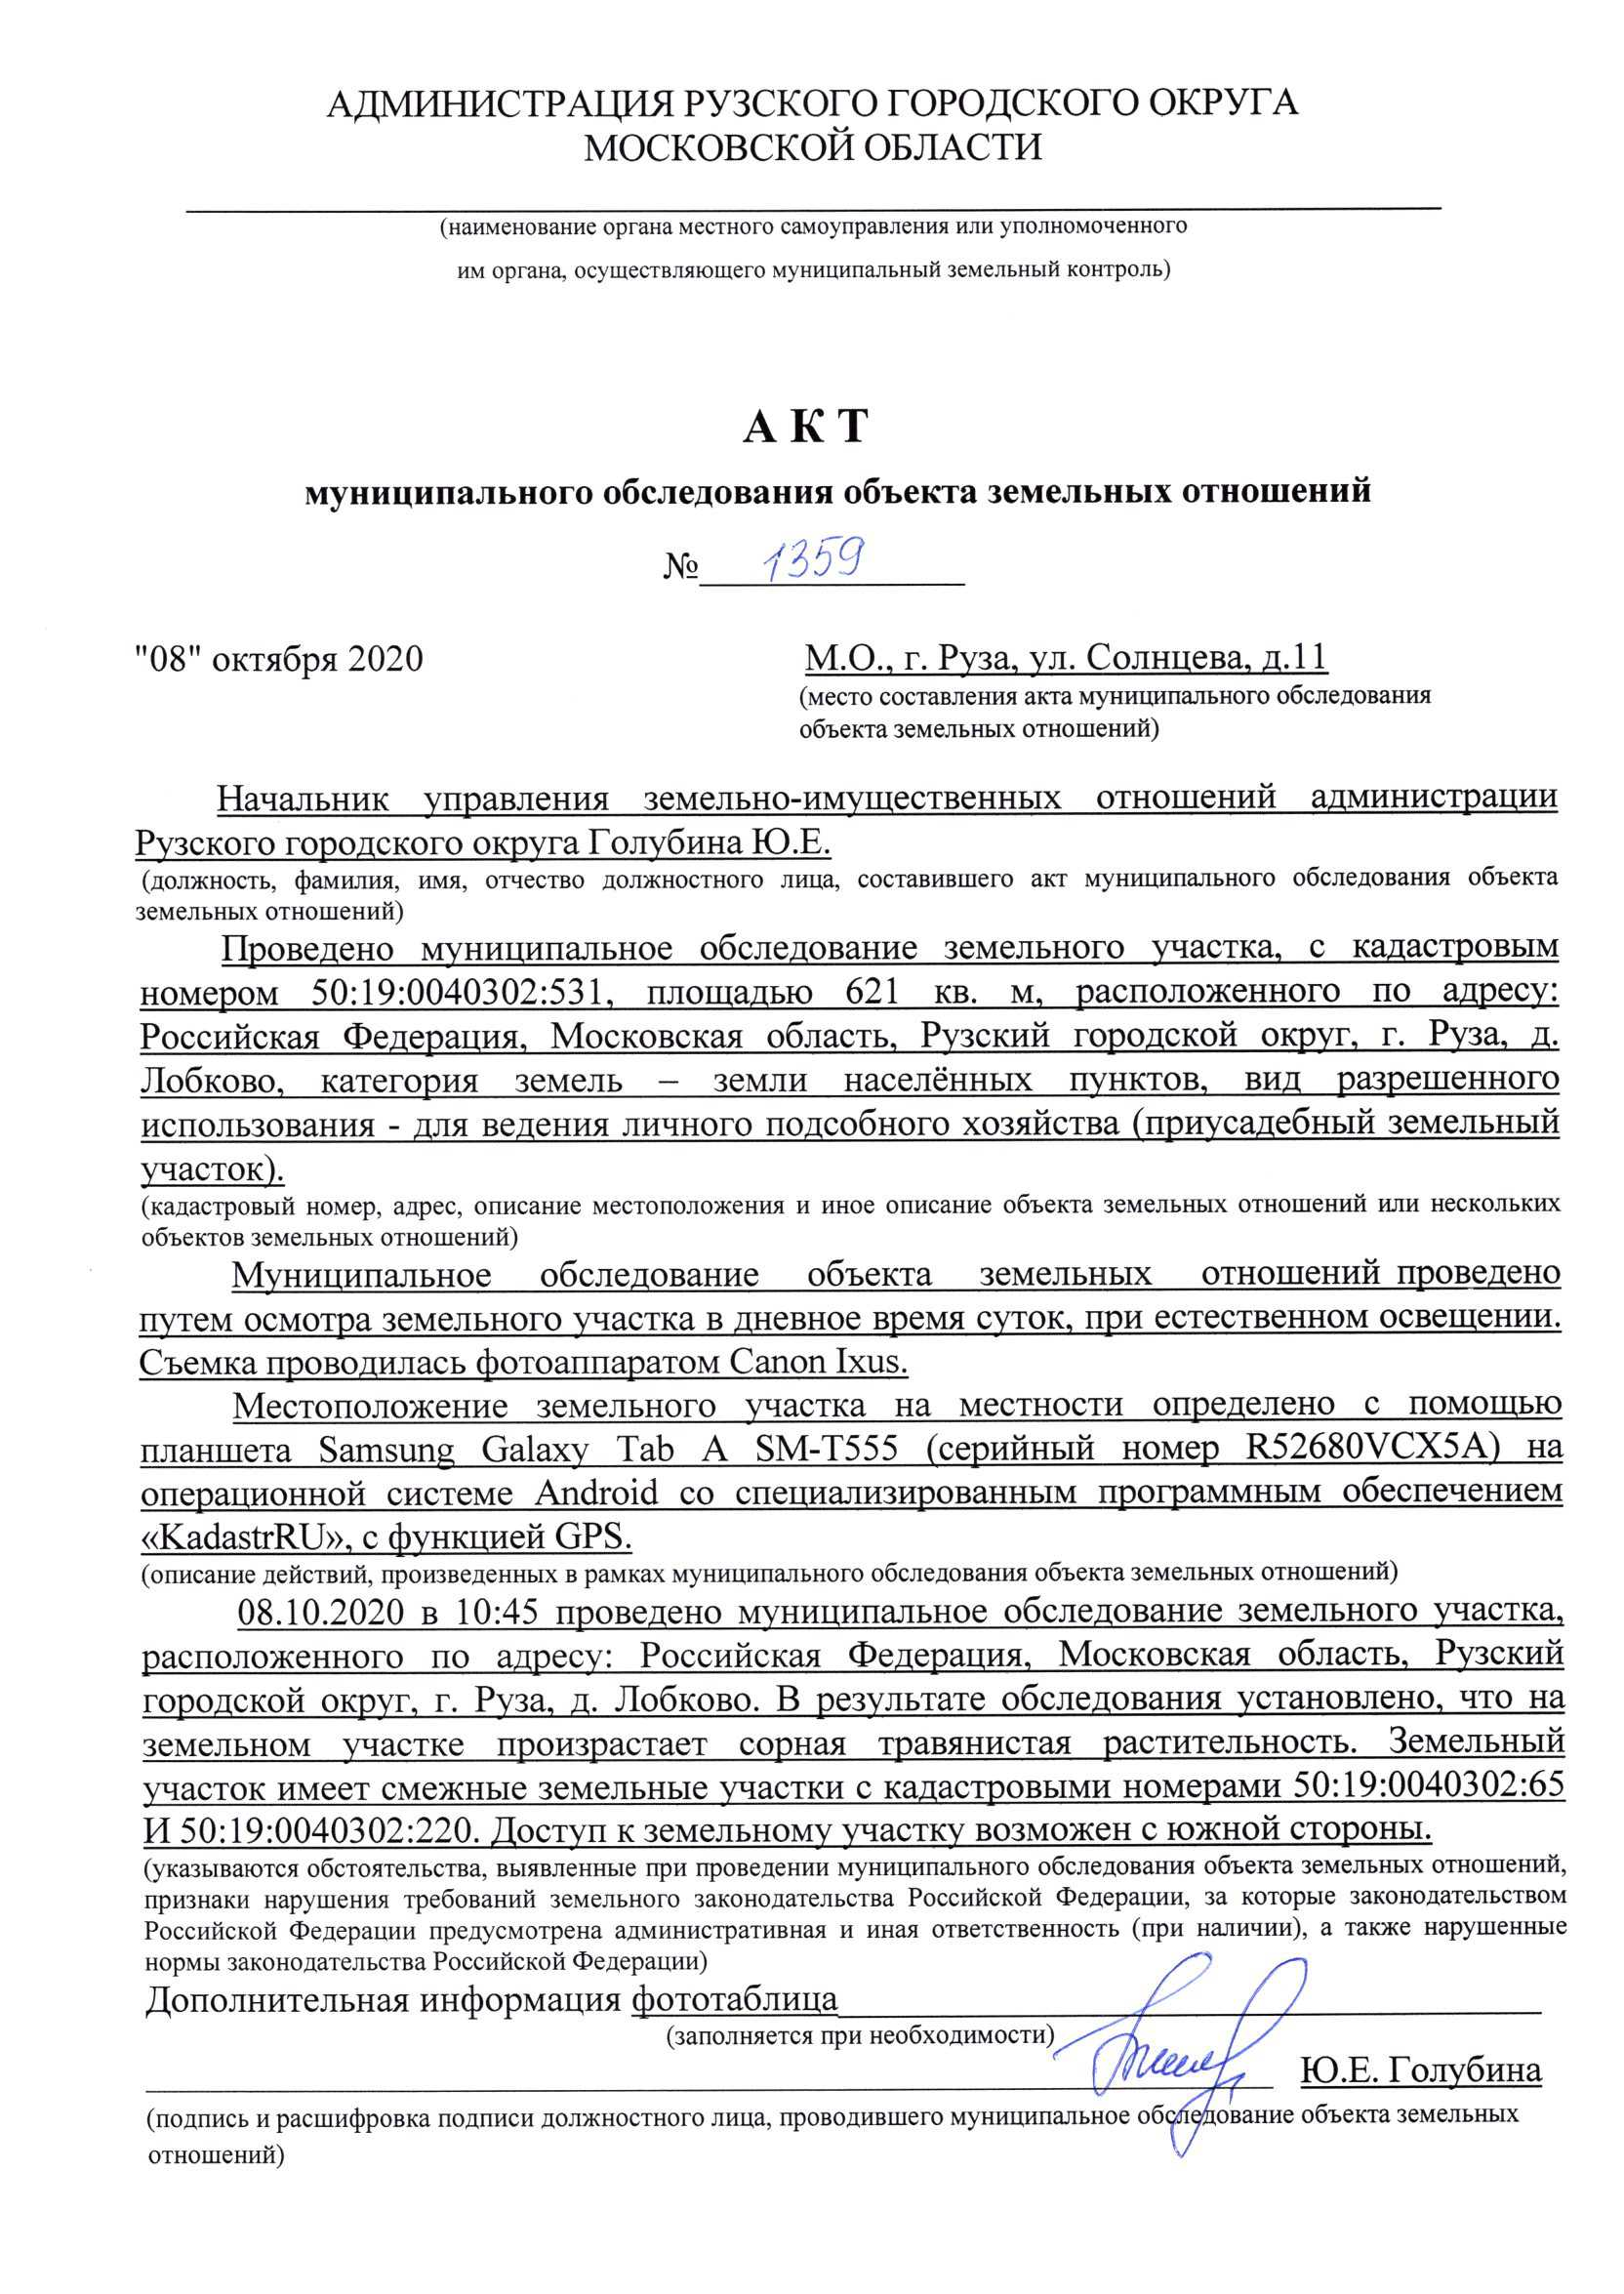 АДМИНИСТРАЦИЯ РУЗСКОГО ГОРОДСКОГО ОКРУГА
МОСКОВСКОЙ ОБЛАСТИ
(наименование органа местного самоуправления или уполномоченного
им органа, осуществляющего муниципальный земельный контроль)
А К Т
муниципального обследования объекта земельных отношений
№ 1359
"08" октября 2020
М.О., г. Руза, ул. Солнцева, д.11
(место составления акта муниципального обследования
объекта земельных отношений)
Начальник управления земельно-имущественных отношений администрации
Рузского городского округа Голубина Ю.Е.
(должность, фамилия, имя, отчество должностного лица, составившего акт муниципального обследования объекта
земельных отношений)
Проведено муниципальное обследование земельного участка, с кадастровым
номером 50:19:0040302:531, площадью 621 кв. м, расположенного по адресу:
Российская Федерация, Московская область, Рузский городской округ, г. Руза, д.
Лобково, категория земель – земли населённых пунктов, вид разрешенного
использования - для ведения личного подсобного хозяйства (приусадебный земельный
участок).
(кадастровый номер, адрес, описание местоположения и иное описание объекта земельных отношений или нескольких
объектов земельных отношений)
Муниципальное обследование объекта земельных отношений проведено
путем осмотра земельного участка в дневное время суток, при естественном освещении.
Съемка проводилась фотоаппаратом Canon Ixus.
Местоположение земельного участка на местности определено с помощью
планшета Samsung Galaxy Tab A SM-T555 (серийный номер R52680VCX5A) на
операционной системе Android со специализированным программным обеспечением
«KadastrRU», с функцией GPS.
(описание действий, произведенных в рамках муниципального обследования объекта земельных отношений)
08.10.2020 в 10:45 проведено муниципальное обследование земельного участка,
расположенного по адресу: Российская Федерация, Московская область, Рузский
городской округ, г. Руза, д. Лобково. В результате обследования установлено, что на
земельном участке произрастает сорная травянистая растительность. Земельный
участок имеет смежные земельные участки с кадастровыми номерами 50:19:0040302:65
И 50:19:0040302:220. Доступ к земельному участку возможен с южной стороны.
(указываются обстоятельства, выявленные при проведении муниципального обследования объекта земельных отношений,
признаки нарушения требований земельного законодательства Российской Федерации, за которые законодательством
Российской Федерации предусмотрена административная и иная ответственность (при наличии), а также нарушенные
нормы законодательства Российской Федерации)
Дополнительная информация фототаблица
(заполняется при необходимости)
Ю.Е. Голубина
(подпись и расшифровка подписи должностного лица, проводившего муниципальное обследование объекта земельных
отношений)